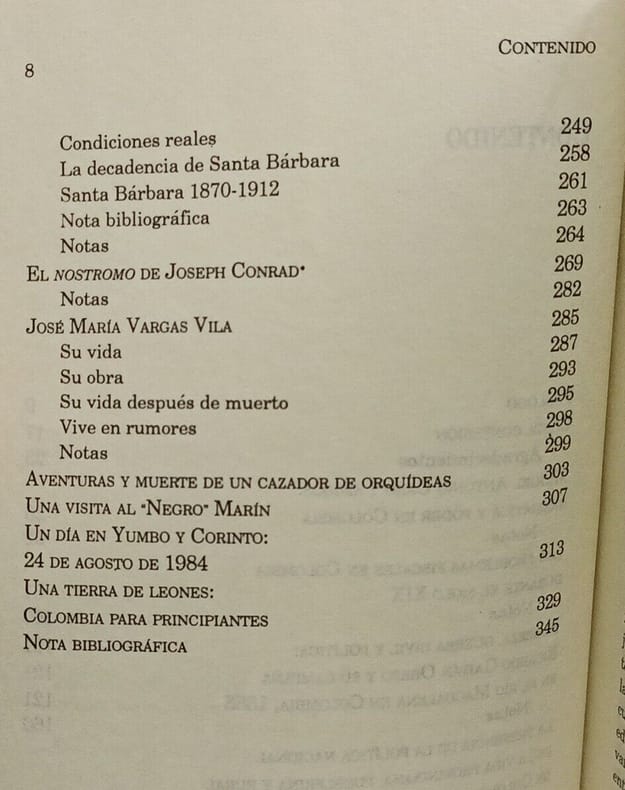 CONTENIDO
8
Condiciones reales 249
La decadencia de Santa Bárbara 258
Santa Bárbara 1870-1912 261
Nota bibliográfica 263
Notas 264
EL NOSTROMO DE JOSEPH CONRAD* 269
Notas 282
JOSÉ MARÍA VARGAS VILA 285
Su vida 287
Su obra 293
Su vida después de muerto 295
Vive en rumores 298
Notas 299
AVENTURAS Y MUERTE DE UN CAZADOR DE ORQUÍDEAS 303
UNA VISITA AL "NEGRO" MARÍN 307
UN DÍA EN YUMBO Y CORINTO:
24 DE AGOSTO DE 1984 313
UNA TIERRA DE LEONES:
COLOMBIA PARA PRINCIPIANTES 329
NOTA BIBLIOGRÁFICA 345